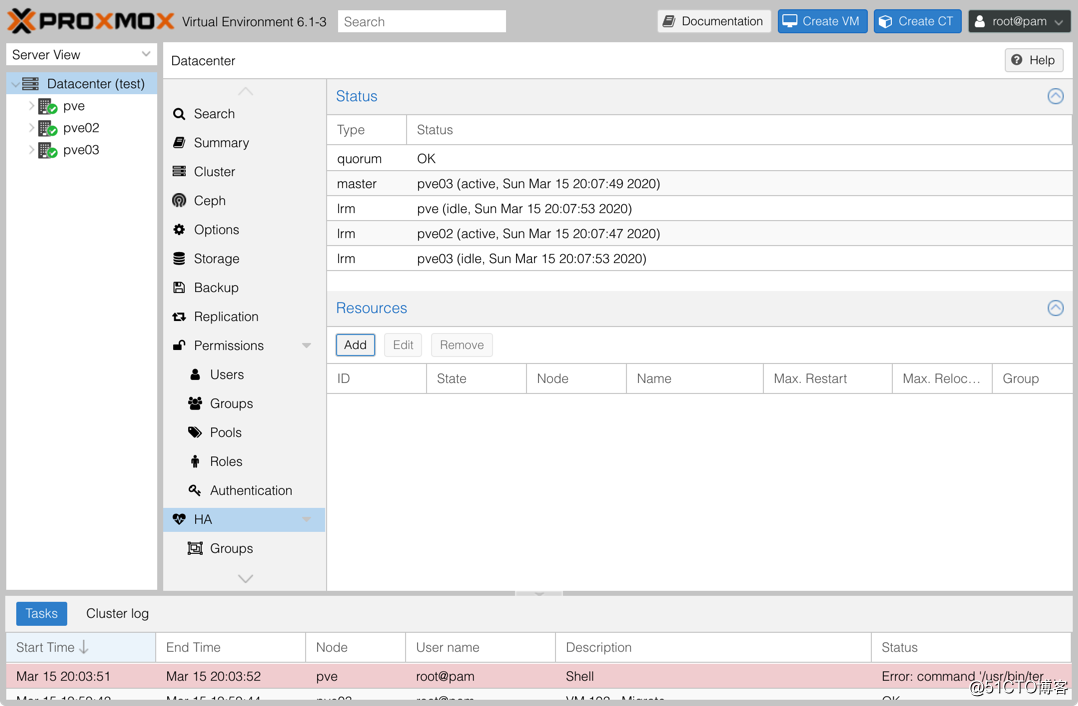 PROXMOX Virtual Environment 6.1-3 Search Documentation Create VM Create CT root@pam
Server View
Datacenter (test)
pve
pve02
pve03
Datacenter Help
Search
Summary
Cluster
Ceph
Options
Storage
Backup
Replication
Permissions
Users
Groups
Pools
Roles
Authentication
HA
Groups
Status
Type Status
quorum OK
master pve03 (active, Sun Mar 15 20:07:49 2020)
lrm pve (idle, Sun Mar 15 20:07:53 2020)
lrm pve02 (active, Sun Mar 15 20:07:47 2020)
lrm pve03 (idle, Sun Mar 15 20:07:53 2020)
Resources
Add Edit Remove
ID State Node Name Max. Restart Max. Reloc... Group
Tasks Cluster log
Start Time End Time Node User name Description Status
Mar 15 20:03:51 Mar 15 20:03:52 pve root@pam Shell Error: command '/usr/bin/ter...
@51CTO博客